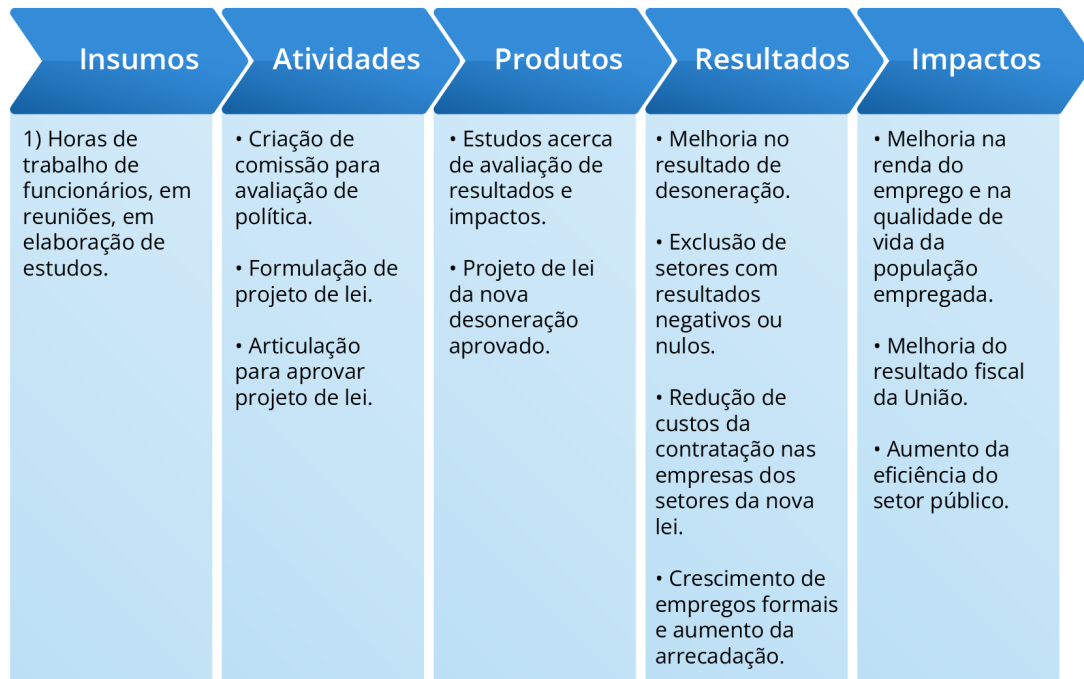 Insumos
Atividades
Produtos
Resultados
Impactos
1) Horas de
trabalho de
funcionários, em
reuniões, em
elaboração de
estudos.
• Criação de
comissão para
avaliação de
política.
• Formulação de
projeto de lei.
• Articulação
para aprovar
projeto de lei.
• Estudos acerca
de avaliação de
resultados e
impactos.
• Projeto de lei
da nova
desoneração
aprovado.
• Melhoria no
resultado de
desoneração.
• Exclusão de
setores com
resultados
negativos ou
nulos.
• Redução de
custos da
contratação nas
empresas dos
setores da nova
lei.
• Crescimento de
empregos formais
e aumento da
arrecadação.
• Melhoria na
renda do
emprego e na
qualidade de
vida da
população
empregada.
• Melhoria do
resultado fiscal
da União.
• Aumento da
eficiência do
setor público.